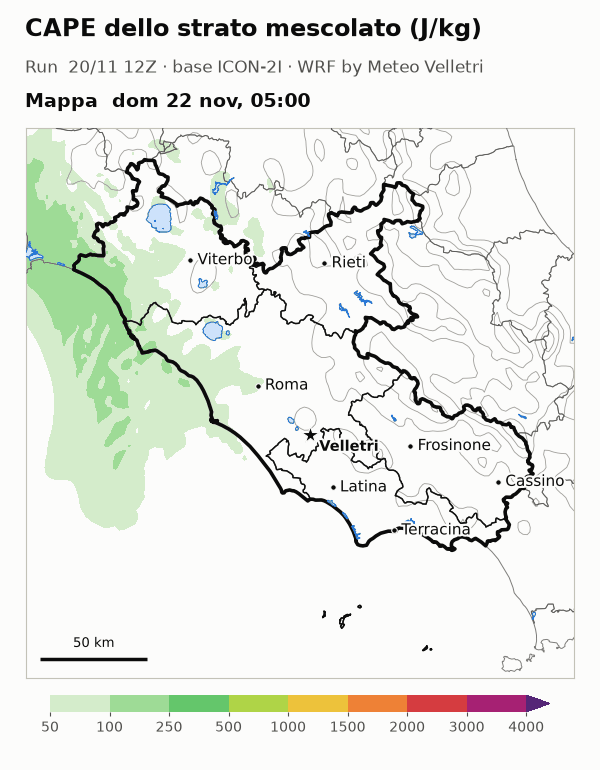 CAPE dello strato mescolato (J/kg)
Run  20/11 12Z · base ICON-2I · WRF by Meteo Velletri
Mappa  dom 22 nov, 05:00
Viterbo
Rieti
Roma
Velletri
Frosinone
Cassino
Latina
Terracina
50 km
50 100 250 500 1000 1500 2000 3000 4000